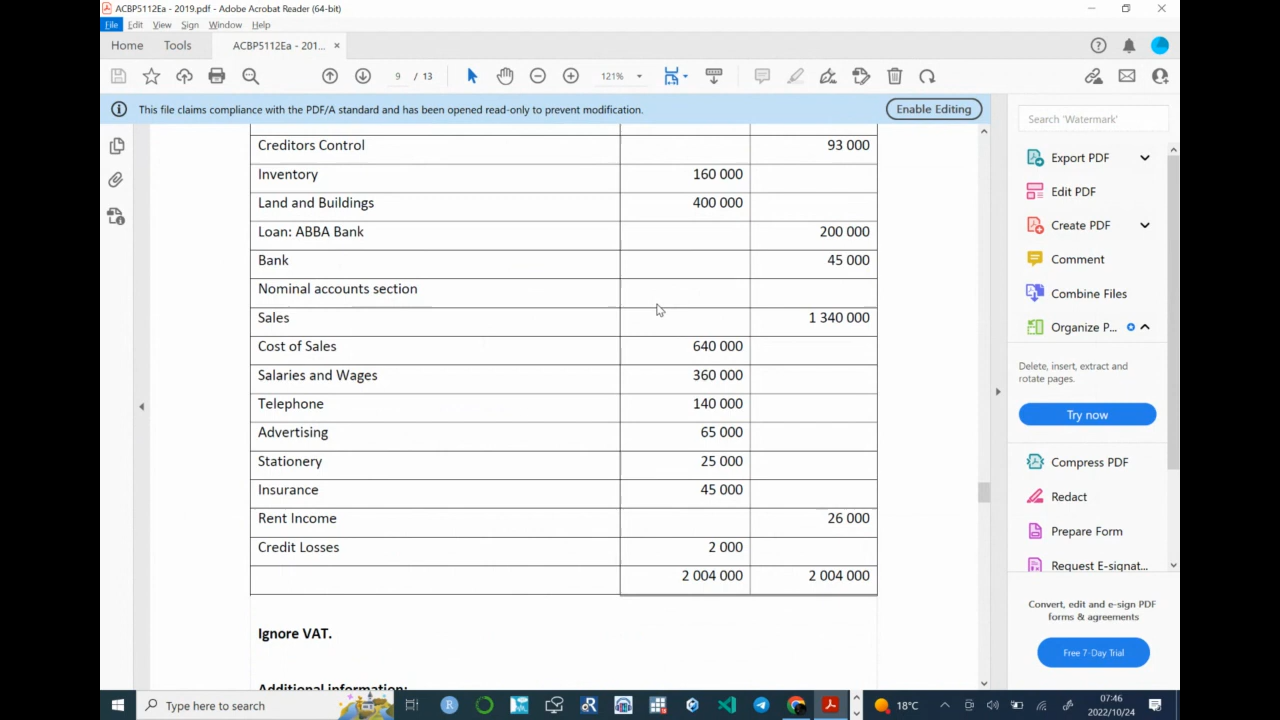 ACBP5112Ea - 2019.pdf - Adobe Acrobat Reader (64-bit)
File Edit View Sign Window Help
Home Tools ACBP5112Ea - 201... ×
9 / 13 121%
This file claims compliance with the PDF/A standard and has been opened read-only to prevent modification. Enable Editing
Creditors Control 93 000
Inventory 160 000
Land and Buildings 400 000
Loan: ABBA Bank 200 000
Bank 45 000
Nominal accounts section
Sales 1 340 000
Cost of Sales 640 000
Salaries and Wages 360 000
Telephone 140 000
Advertising 65 000
Stationery 25 000
Insurance 45 000
Rent Income 26 000
Credit Losses 2 000
2 004 000 2 004 000
Ignore VAT.
Additional information:
Search 'Watermark'
Export PDF
Edit PDF
Create PDF
Comment
Combine Files
Organize P...
Delete, insert, extract and
rotate pages.
Try now
Compress PDF
Redact
Prepare Form
Request E-signat...
Convert, edit and e-sign PDF
forms & agreements
Free 7-Day Trial
Type here to search
18°C
07:46
2022/10/24